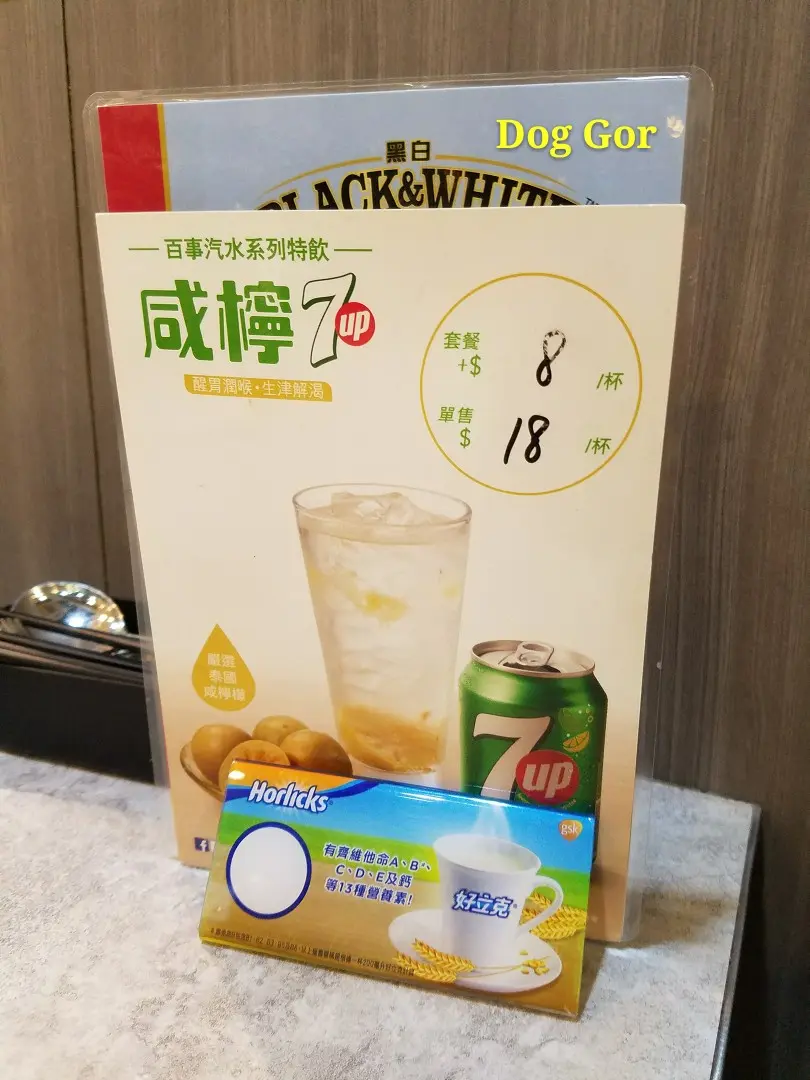 Dog Gor
黑白
BLACK&WHITE
百事汽水系列特飲
咸檸7up
醒胃潤喉・生津解渴
套餐
+$ 8 /杯
單售
$ 18 /杯
嚴選
泰國
咸檸檬
7up
Horlicks
gsk
有齊維他命A、B
C、D、E及鈣
等13種營養素!
好立克